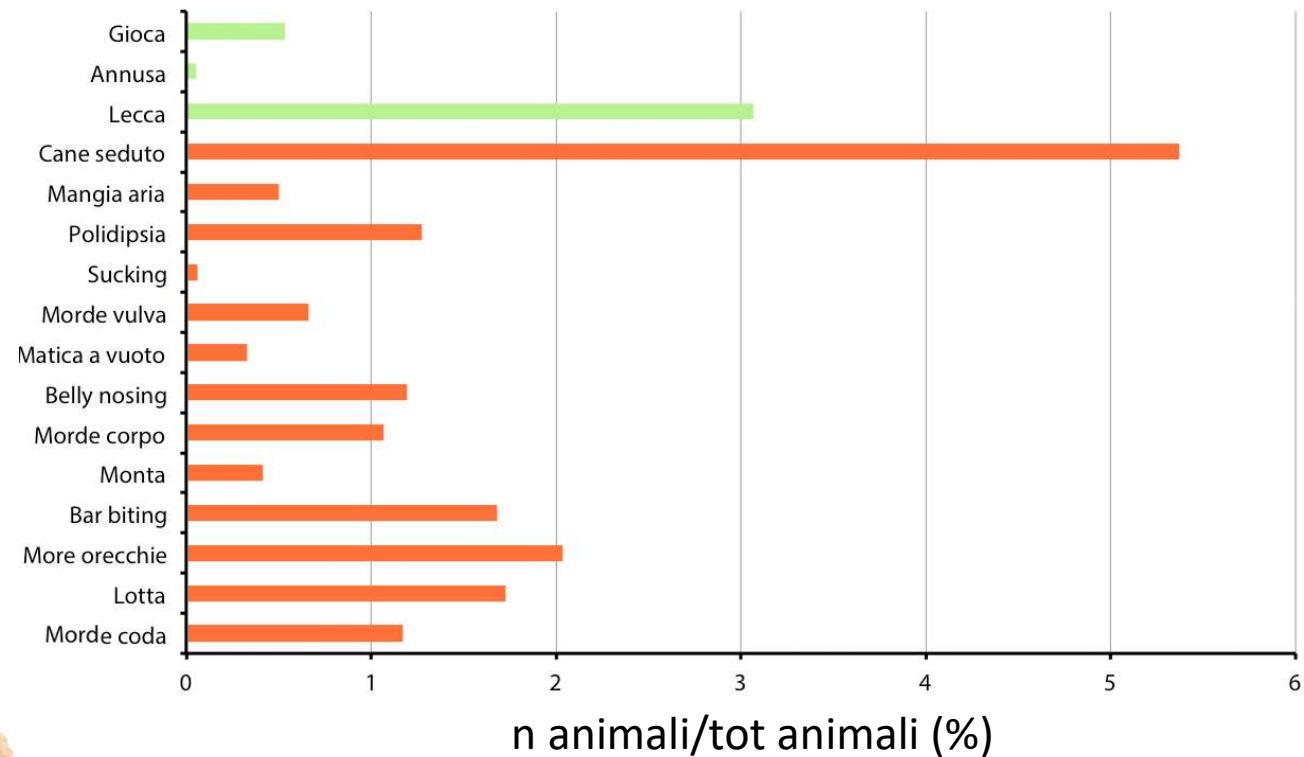 Gioca
Annusa
Lecca
Cane seduto
Mangia aria
Polidipsia
Sucking
Morde vulva
Matica a vuoto
Belly nosing
Morde corpo
Monta
Bar biting
More orecchie
Lotta
Morde coda
0 1 2 3 4 5 6
n animali/tot animali (%)